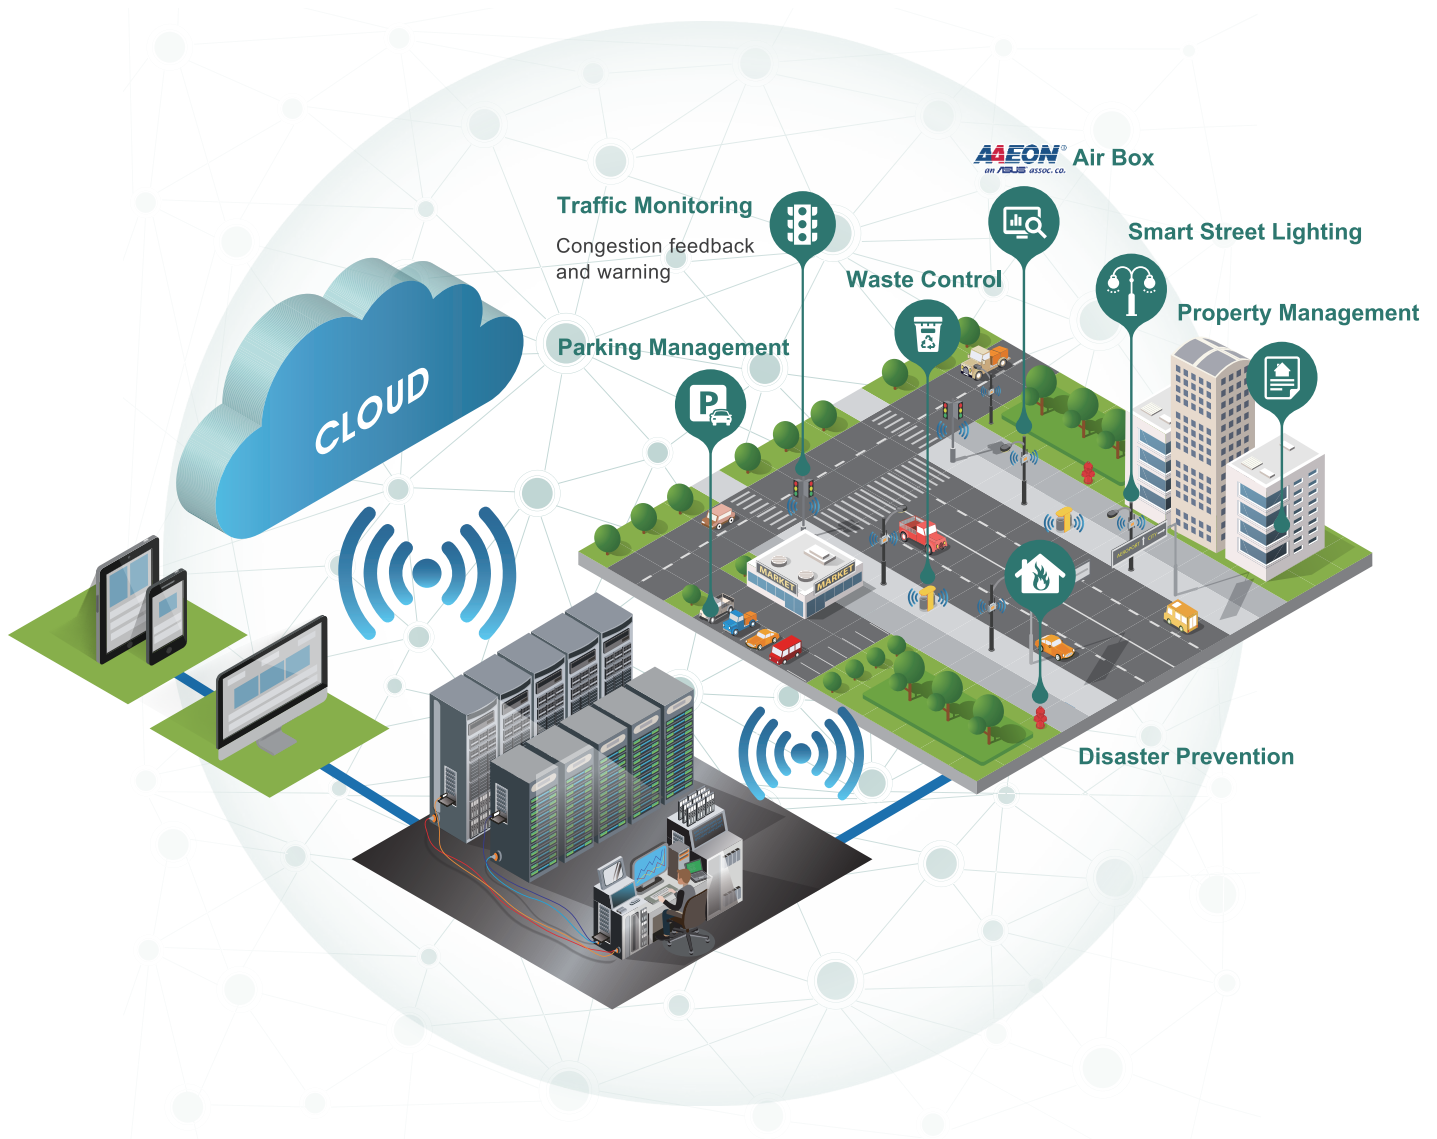 AAEON® Air Box
an ASUS assoc. co.
Traffic Monitoring
Congestion feedback
and warning
Smart Street Lighting
Waste Control
Property Management
Parking Management
P
CLOUD
MARKET
MARKET
CITY
Disaster Prevention